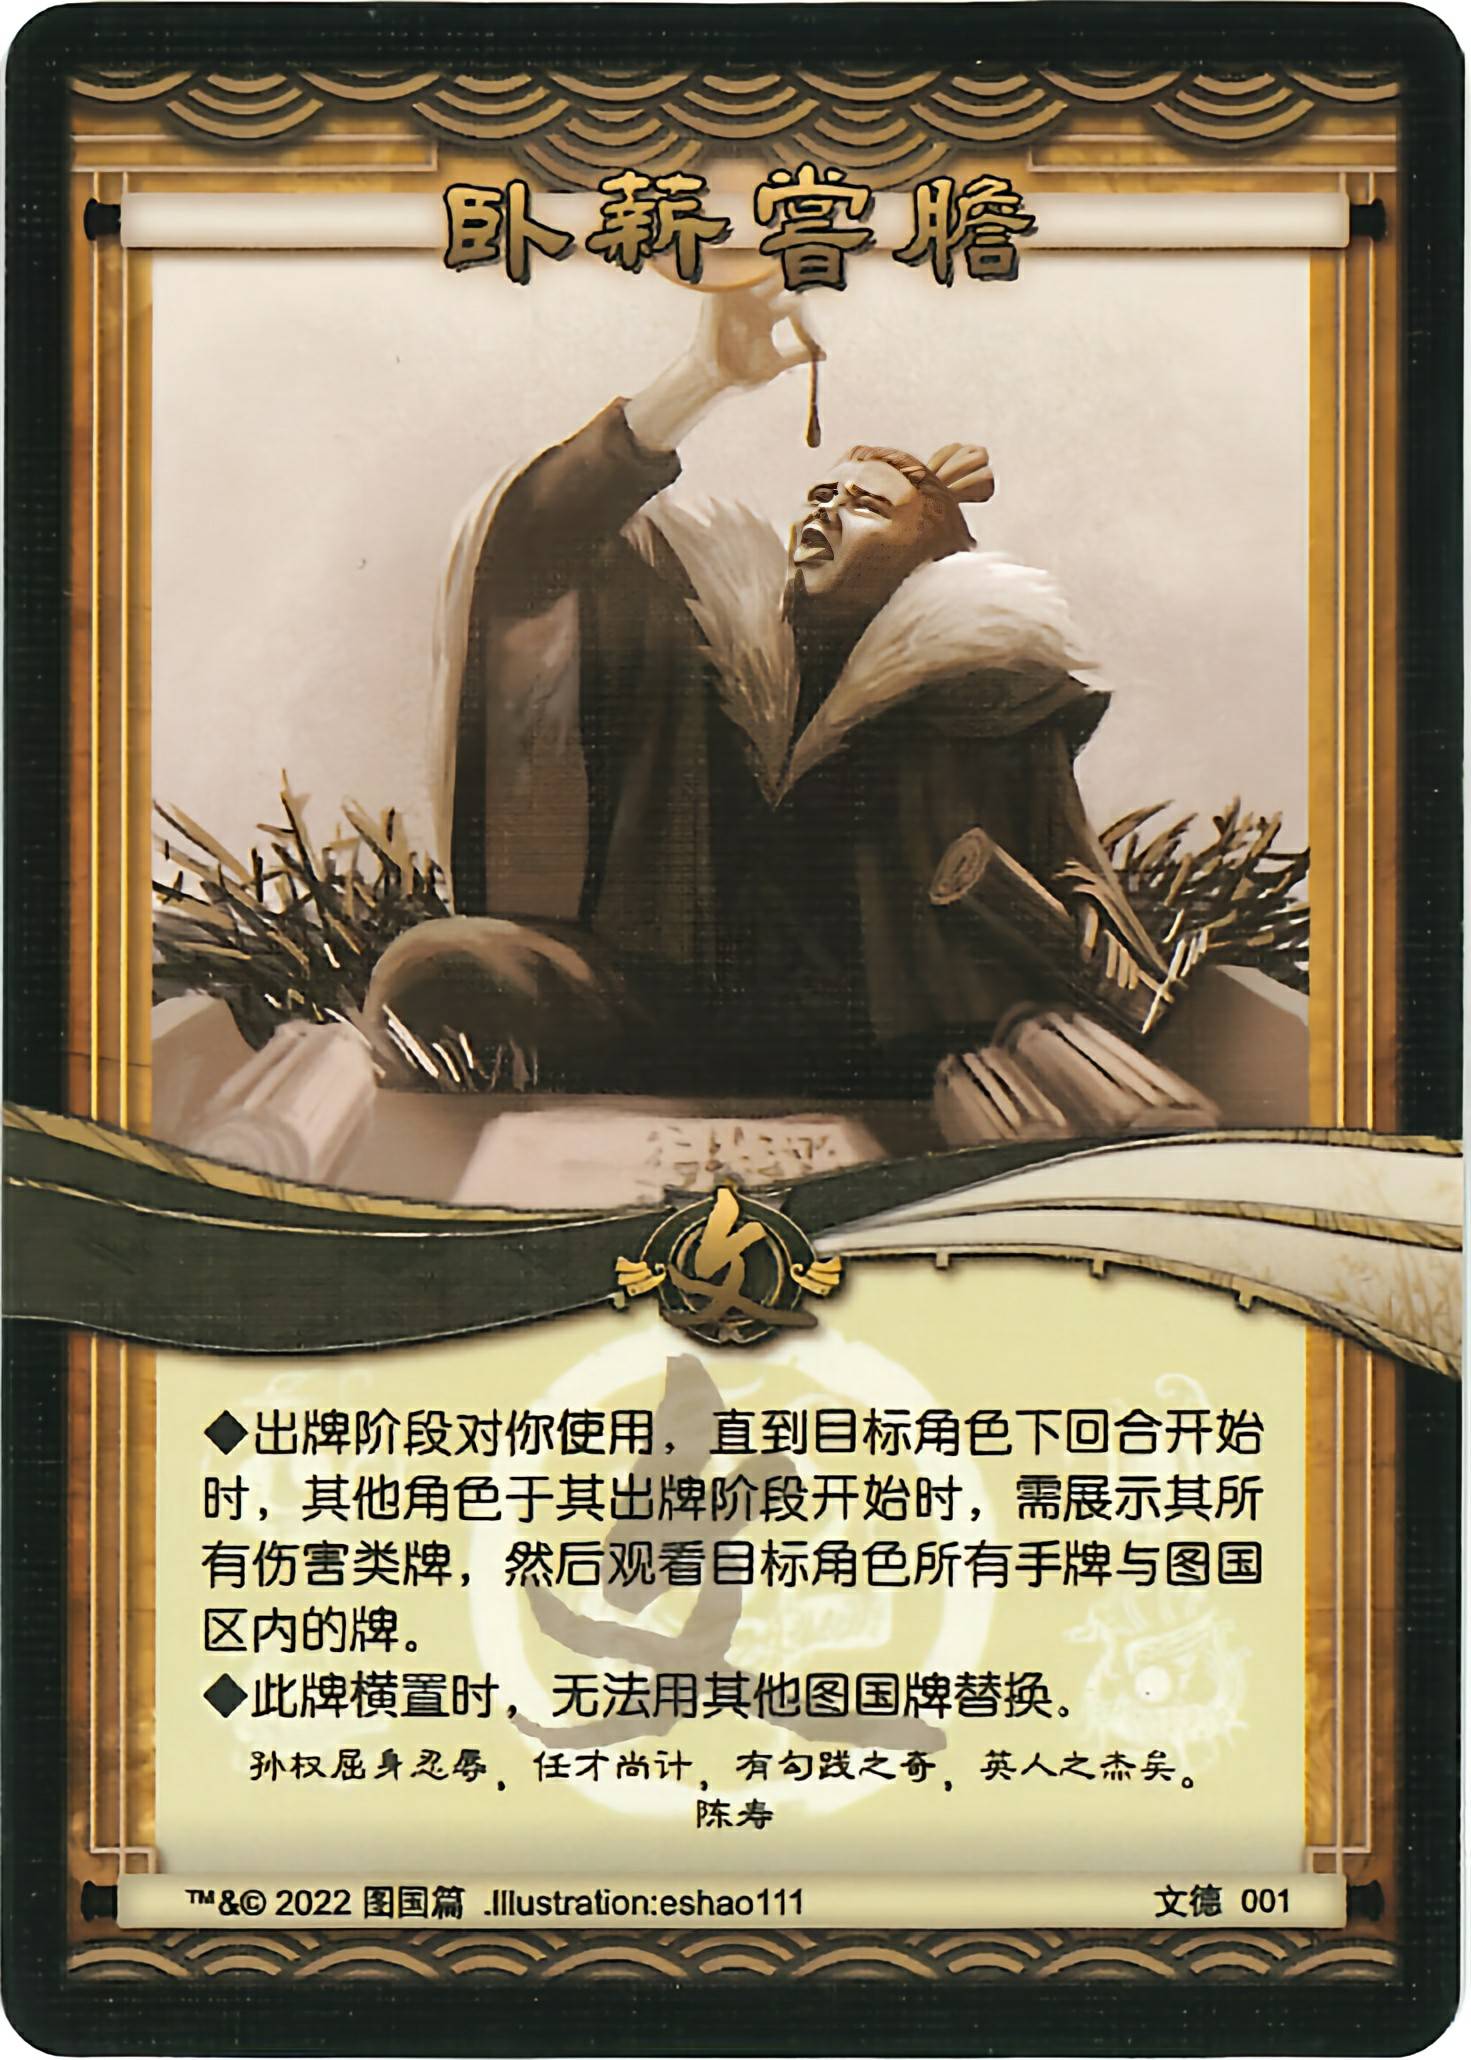 卧薪尝胆
文
◆出牌阶段对你使用，直到目标角色下回合开始
时，其他角色于其出牌阶段开始时，需展示其所
有伤害类牌，然后观看目标角色所有手牌与图国
区内的牌。
◆此牌横置时，无法用其他图国牌替换。
孙权屈身忍辱，任才尚计，有勾践之奇，英人之杰矣。
陈寿
™&© 2022 图国篇 .Illustration:eshao111
文德 001